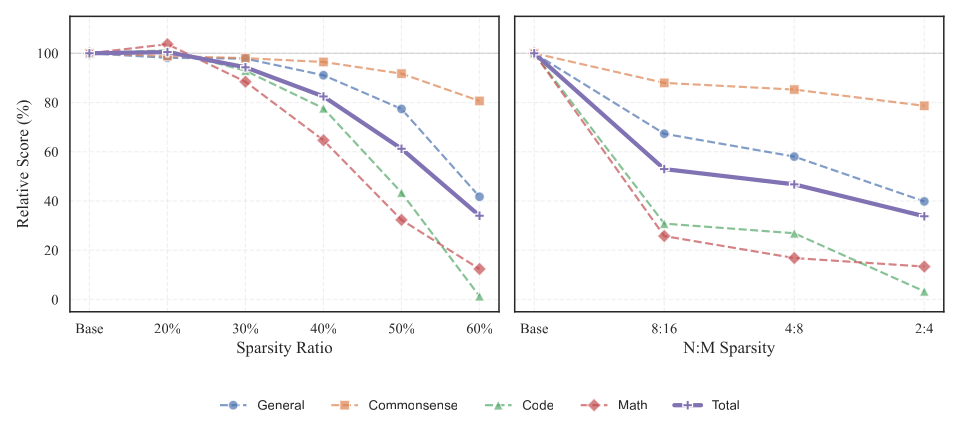 Relative Score (%)
100
80
60
40
20
0
Base 20% 30% 40% 50% 60%
Sparsity Ratio
Base 8:16 4:8 2:4
N:M Sparsity
General Commonsense Code Math Total